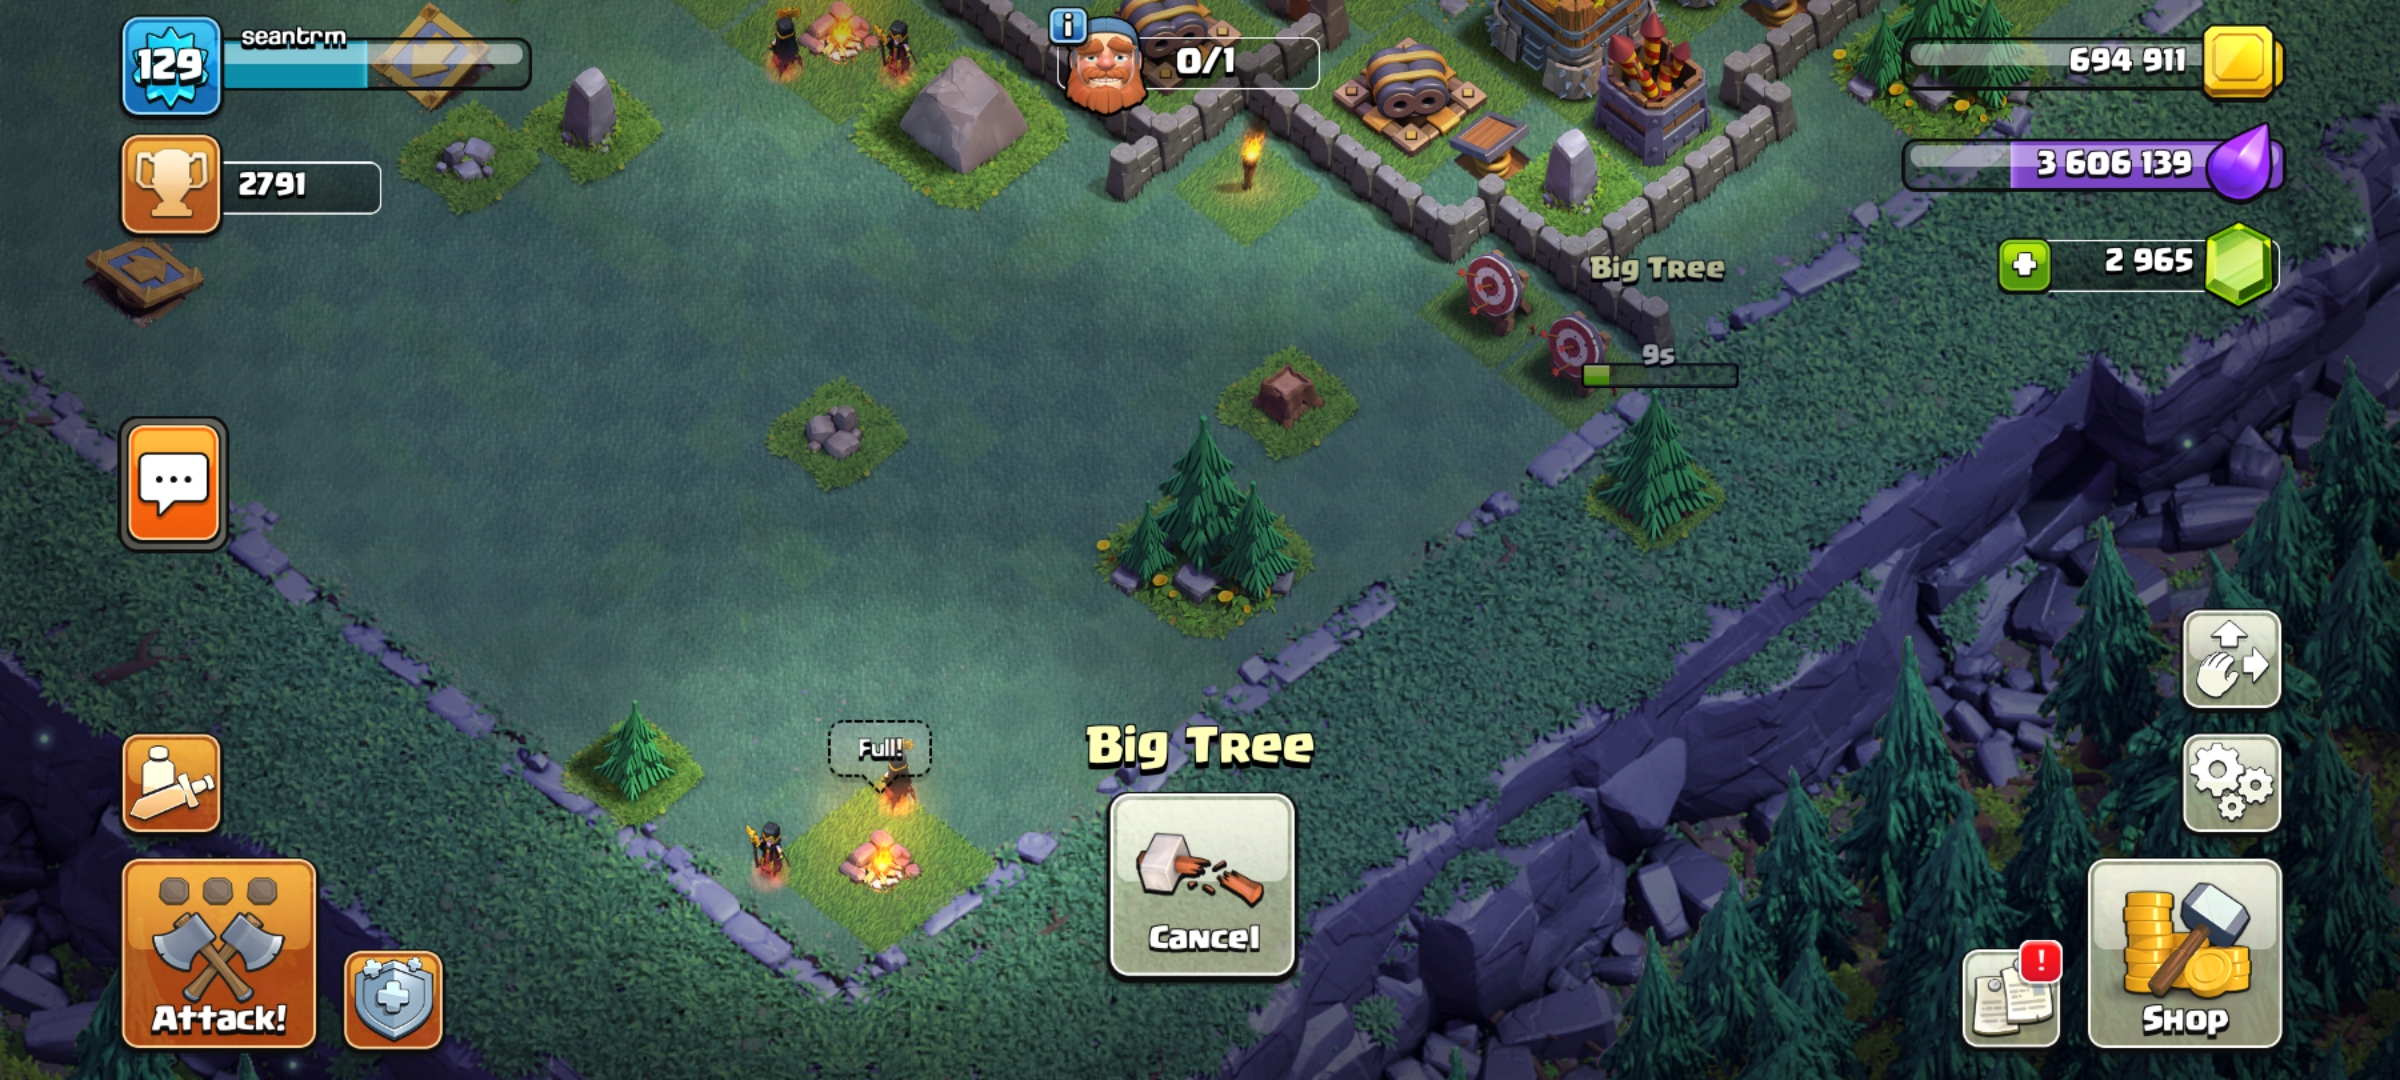 129
seantrm
i
0/1
694 911
2791
3 606 139
2 965
Big Tree
9s
Full!
Big Tree
Cancel
Attack!
!
Shop